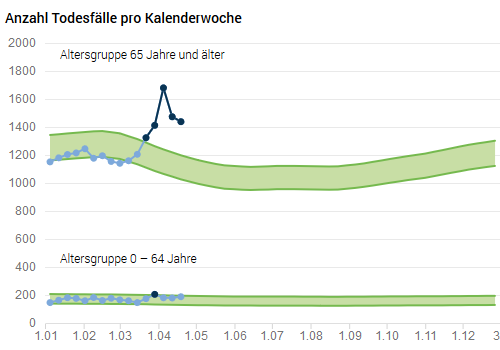 Anzahl Todesfälle pro Kalenderwoche
2000
Altersgruppe 65 Jahre und älter
1800
1600
1400
1200
1000
800
600
Altersgruppe 0 – 64 Jahre
400
200
0
1.01 1.02 1.03 1.04 1.05 1.06 1.07 1.08 1.09 1.10 1.11 1.12 3